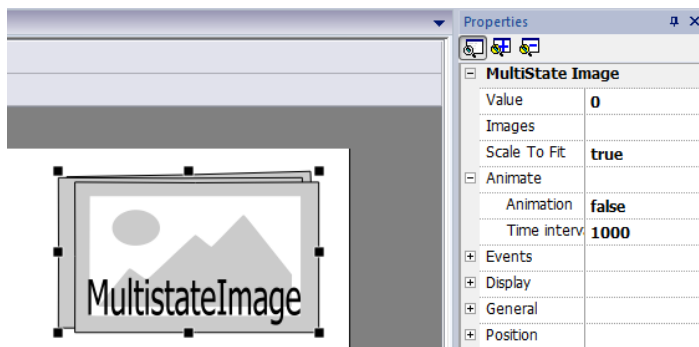 Properties
MultiState Image
Value 0
Images
Scale To Fit true
Animate
Animation false
Time interv 1000
Events
Display
General
Position
MultistateImage